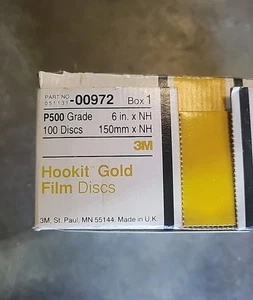 PART NO.
051131-00972 Box 1
P500 Grade 6 in. x NH
100 Discs 150mm x NH
3M
Hookit™ Gold
Film Discs
3M, St. Paul, MN 55144 Made in U.K.